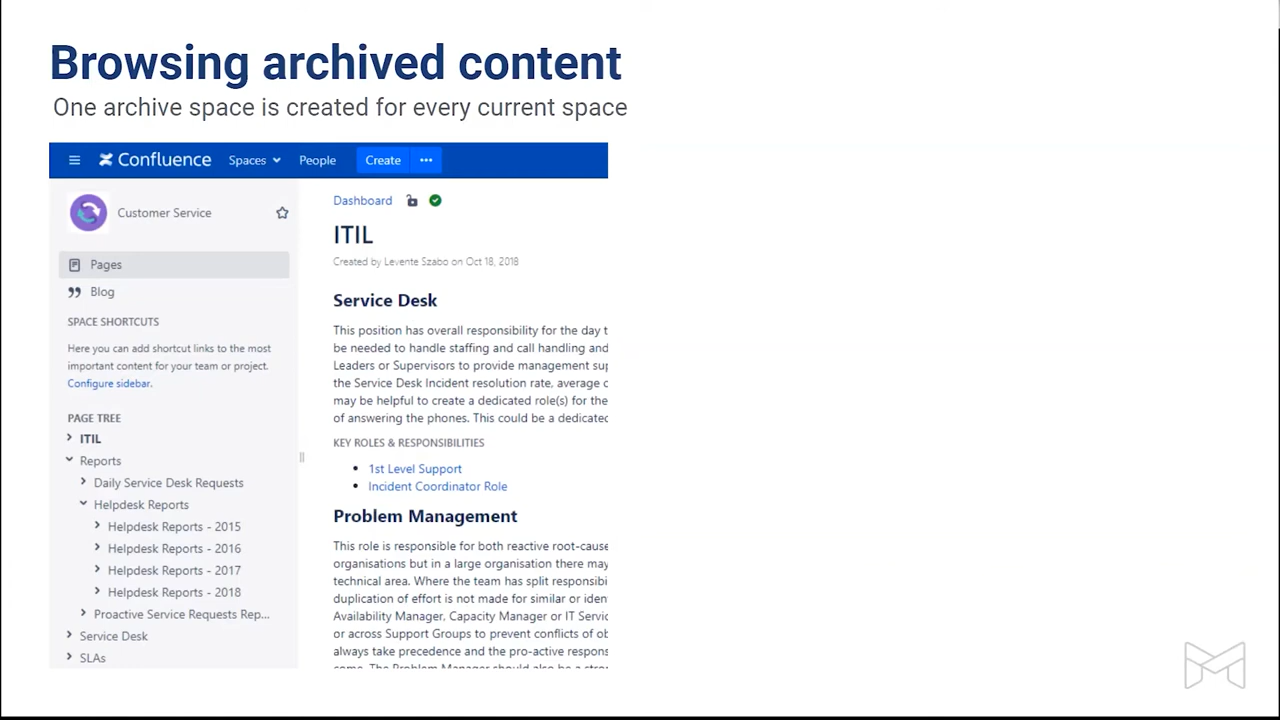 Browsing archived content
One archive space is created for every current space
Confluence Spaces People Create
Customer Service
Pages
Blog
SPACE SHORTCUTS
Here you can add shortcut links to the most
important content for your team or project.
Configure sidebar.
PAGE TREE
ITIL
Reports
Daily Service Desk Requests
Helpdesk Reports
Helpdesk Reports - 2015
Helpdesk Reports - 2016
Helpdesk Reports - 2017
Helpdesk Reports - 2018
Proactive Service Requests Rep...
Service Desk
SLAs
Dashboard
ITIL
Created by Levente Szabo on Oct 18, 2018
Service Desk
This position has overall responsibility for the day t
be needed to handle staffing and call handling and
Leaders or Supervisors to provide management sup
the Service Desk Incident resolution rate, average c
may be helpful to create a dedicated role(s) for the
of answering the phones. This could be a dedicated
KEY ROLES & RESPONSIBILITIES
• 1st Level Support
• Incident Coordinator Role
Problem Management
This role is responsible for both reactive root-cause
organisations but in a large organisation there may
technical area. Where the team has split responsibi
duplication of effort is not made for similar or iden
Availability Manager, Capacity Manager or IT Servic
or across Support Groups to prevent conflicts of ob
always take precedence and the pro-active respons
come. The Problem Manager should also be a stro